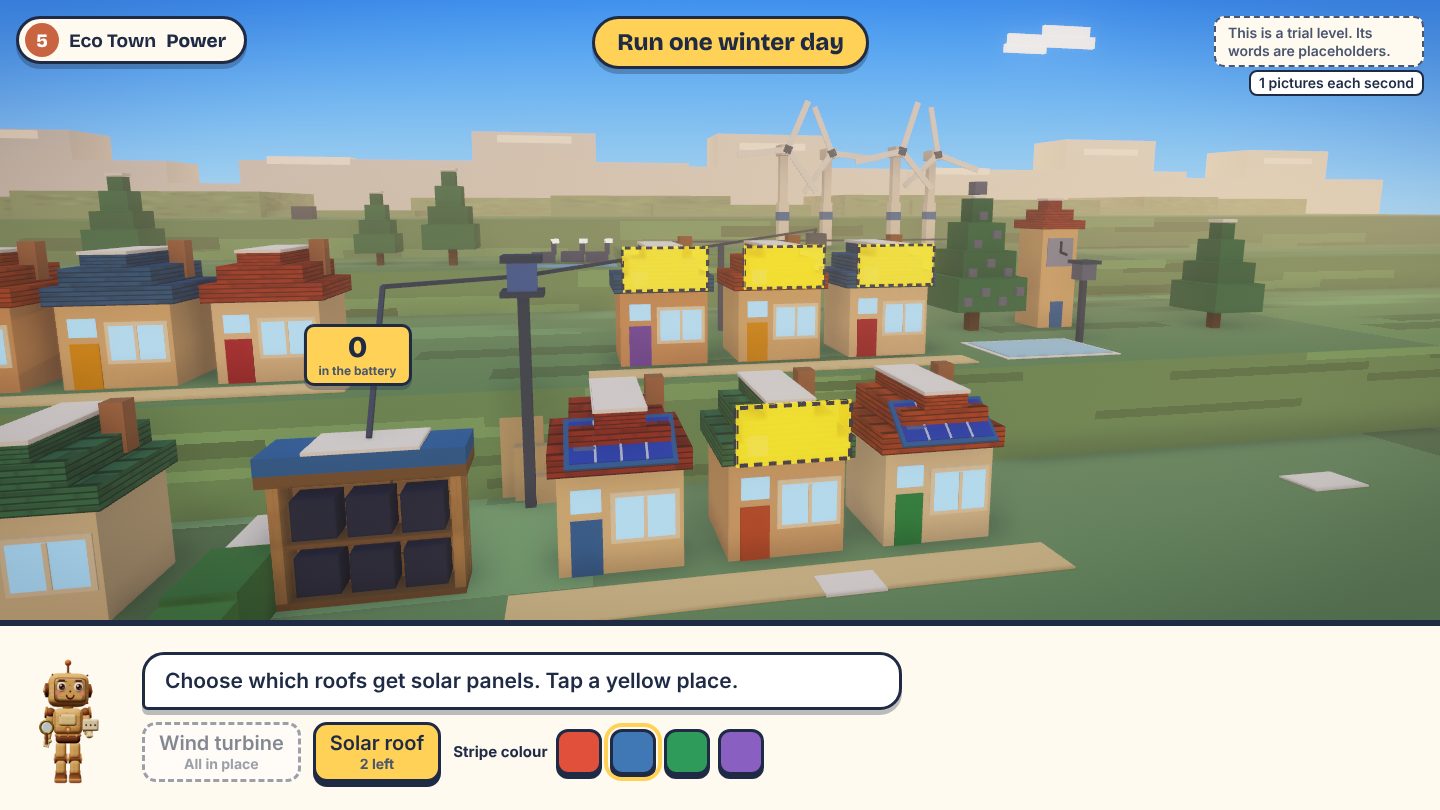 5 Eco Town Power
Run one winter day
This is a trial level. Its
words are placeholders.
1 pictures each second
0
in the battery
Choose which roofs get solar panels. Tap a yellow place.
Wind turbine
All in place
Solar roof
2 left
Stripe colour